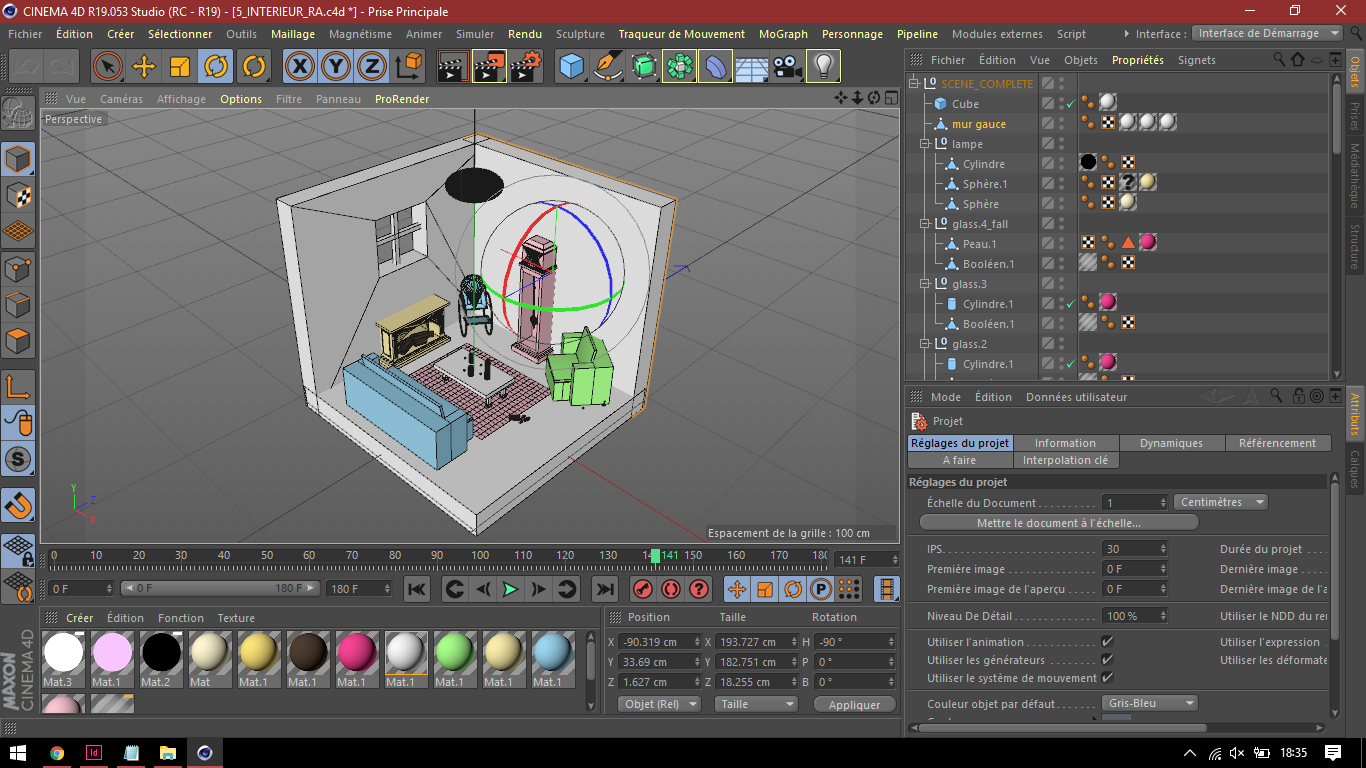 CINEMA 4D R19.053 Studio (RC - R19) - [5_INTERIEUR_RA.c4d *] - Prise Principale
Fichier Édition Créer Sélectionner Outils Maillage Magnétisme Animer Simuler Rendu Sculpture Traqueur de Mouvement MoGraph Personnage Pipeline Modules externes Script Interface : Interface de Démarrage
X Y Z
Vue Caméras Affichage Options Filtre Panneau ProRender
Perspective
Y
Z
X
Espacement de la grille : 100 cm
0 10 20 30 40 50 60 70 80 90 100 110 120 130 141 150 160 170 180 141 F
0 F 0 F 180 F 180 F
P
Créer Édition Fonction Texture
Mat.3 Mat.1 Mat.2 Mat Mat.1 Mat.1 Mat.1 Mat.1 Mat.1 Mat.1 Mat.1
MAXON
CINEMA 4D
Position Taille Rotation
X -90.319 cm X 193.727 cm H -90 °
Y 33.69 cm Y 182.751 cm P 0 °
Z 1.627 cm Z 18.255 cm B 0 °
Objet (Rel) Taille Appliquer
Fichier Édition Vue Objets Propriétés Signets
SCENE_COMPLETE
Cube
mur gauce
lampe
Cylindre
Sphère.1
Sphère
glass.4_fall
Peau.1
Booléen.1
glass.3
Cylindre.1
Booléen.1
glass.2
Cylindre.1
Objets
Prises
Médiathèque
Structure
Mode Édition Données utilisateur
Projet
Réglages du projet Information Dynamiques Référencement
A faire Interpolation clé
Réglages du projet
Échelle du Document 1 Centimètres
Mettre le document à l'échelle...
IPS 30 Durée du projet
Première image 0 F Dernière image
Première image de l'aperçu 0 F Dernière image de l'a
Niveau De Détail 100 % Utiliser le NDD du re
Utiliser l'animation Utiliser l'expression
Utiliser les générateurs Utiliser les déformate
Utiliser le système de mouvement
Couleur objet par défaut Gris-Bleu
Attributs
Calques
Id
18:35